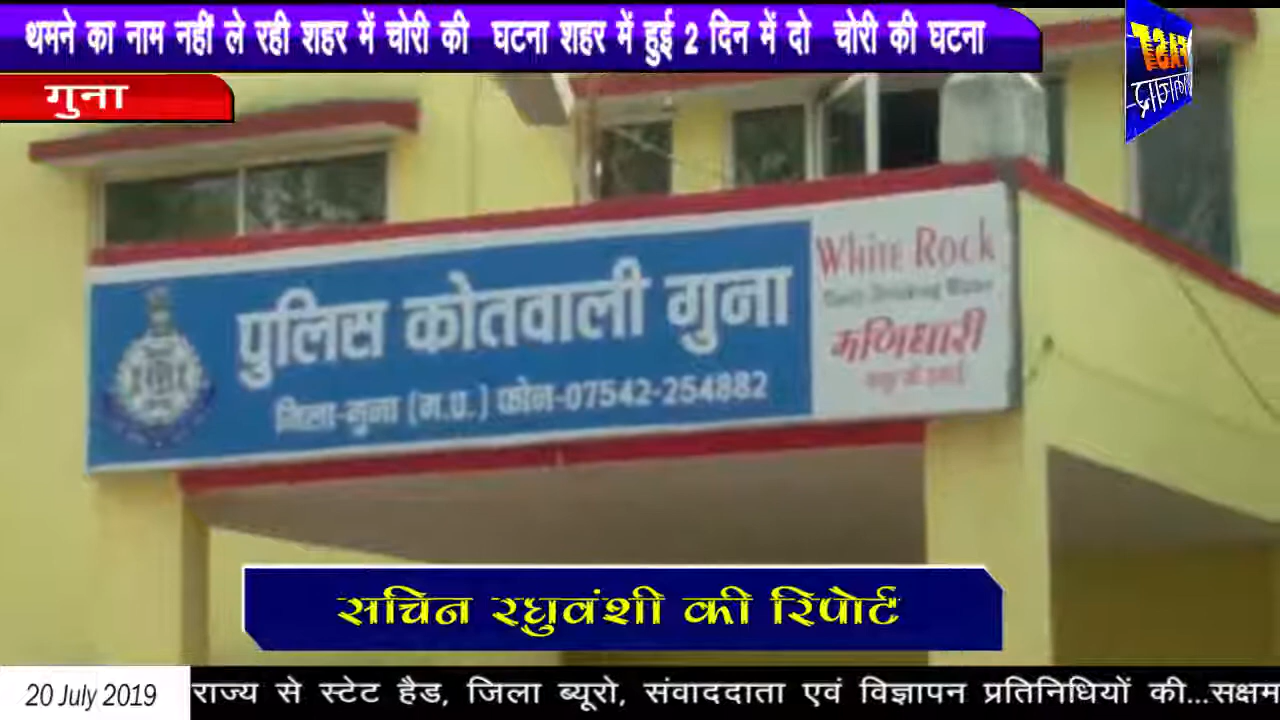 थमने का नाम नहीं ले रही शहर में चोरी की घटना शहर में हुई 2 दिन में दो चोरी की घटना
गुना
पुलिस कोतवाली गुना
जिला-गुना (म.प्र.) फोन-07542-254882
White Rock
मणिधारी
सचिन रघुवंशी की रिपोर्ट
20 July 2019
राज्य से स्टेट हैड, जिला ब्यूरो, संवाददाता एवं विज्ञापन प्रतिनिधियों की...सक्षम